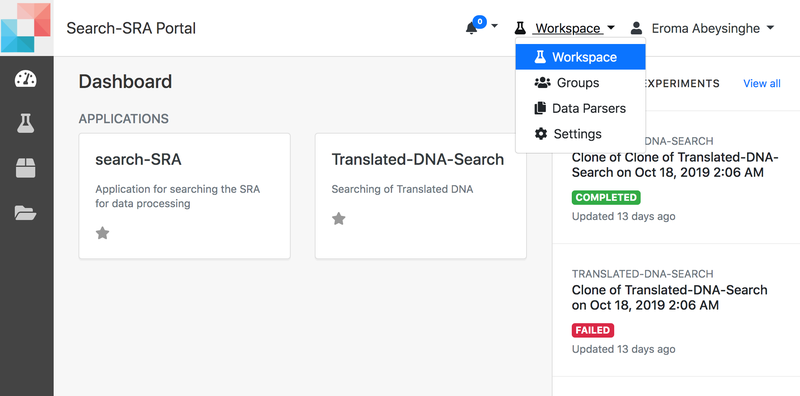 Search-SRA Portal
0
Workspace
Eroma Abeysinghe
Workspace
Groups
Data Parsers
Settings
Dashboard
EXPERIMENTS
View all
APPLICATIONS
search-SRA
Application for searching the SRA
for data processing
Translated-DNA-Search
Searching of Translated DNA
-SEARCH
Clone of Clone of Translated-DNA-
Search on Oct 18, 2019 2:06 AM
COMPLETED
Updated 13 days ago
TRANSLATED-DNA-SEARCH
Clone of Translated-DNA-Search
on Oct 18, 2019 2:06 AM
FAILED
Updated 13 days ago